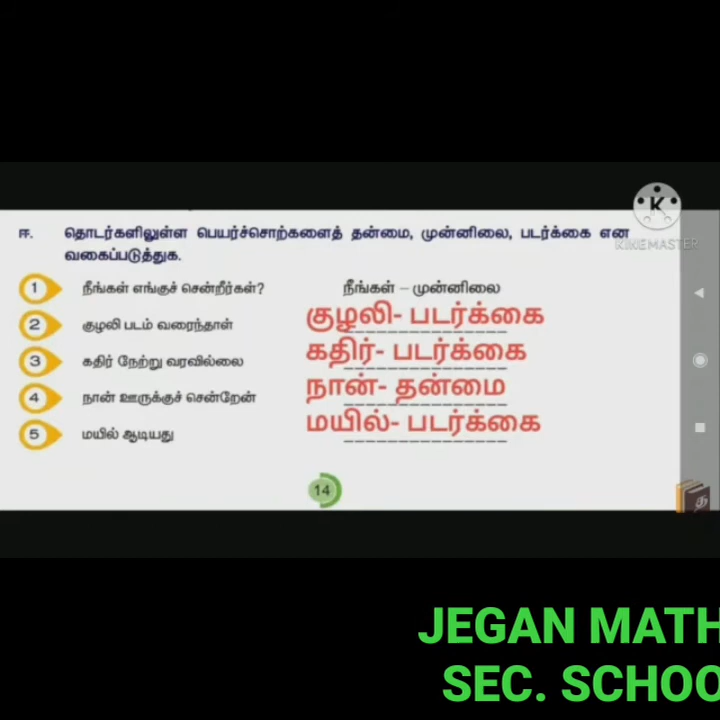 K
KINEMASTER
ஈ. தொடர்களிலுள்ள பெயர்ச்சொற்களைத் தன்மை, முன்னிலை, படர்க்கை என
வகைப்படுத்துக.
1 நீங்கள் எங்குச் சென்றீர்கள்? நீங்கள் – முன்னிலை
2 குழலி படம் வரைந்தாள் குழலி- படர்க்கை
3 கதிர் நேற்று வரவில்லை கதிர்- படர்க்கை
4 நான் ஊருக்குச் சென்றேன் நான்- தன்மை
5 மயில் ஆடியது மயில்- படர்க்கை
14
த
JEGAN MATH
SEC. SCHOO